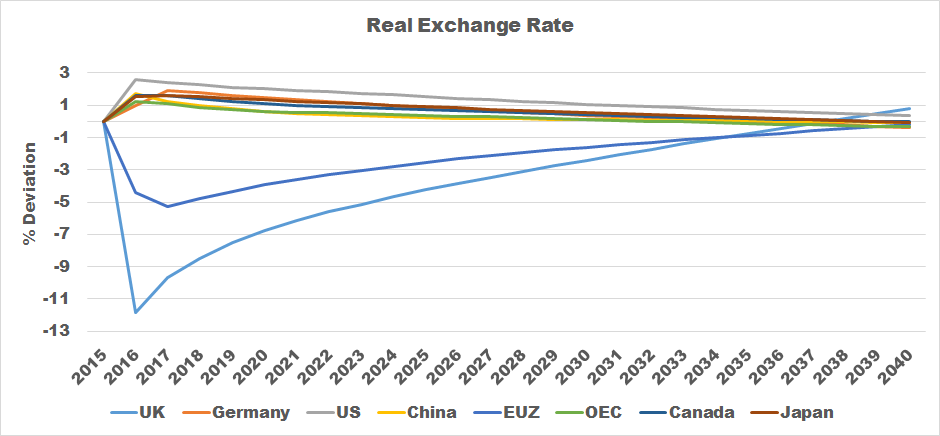 Real Exchange Rate
% Deviation
3
1
-1
-3
-5
-7
-9
-11
-13
2015 2016 2017 2018 2019 2020 2021 2022 2023 2024 2025 2026 2027 2028 2029 2030 2031 2032 2033 2034 2035 2036 2037 2038 2039 2040
UK Germany US China EUZ OEC Canada Japan